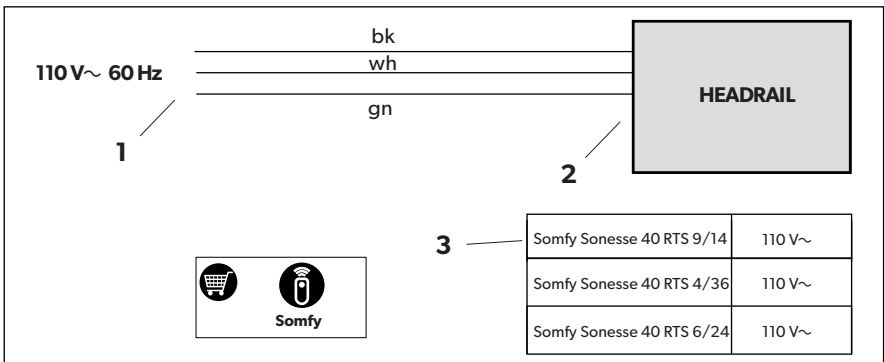 bk
110 V~ 60 Hz
wh
HEADRAIL
gn
1
2
3
Somfy Sonesse 40 RTS 9/14 110 V~
Somfy Sonesse 40 RTS 4/36 110 V~
Somfy Sonesse 40 RTS 6/24 110 V~
Somfy